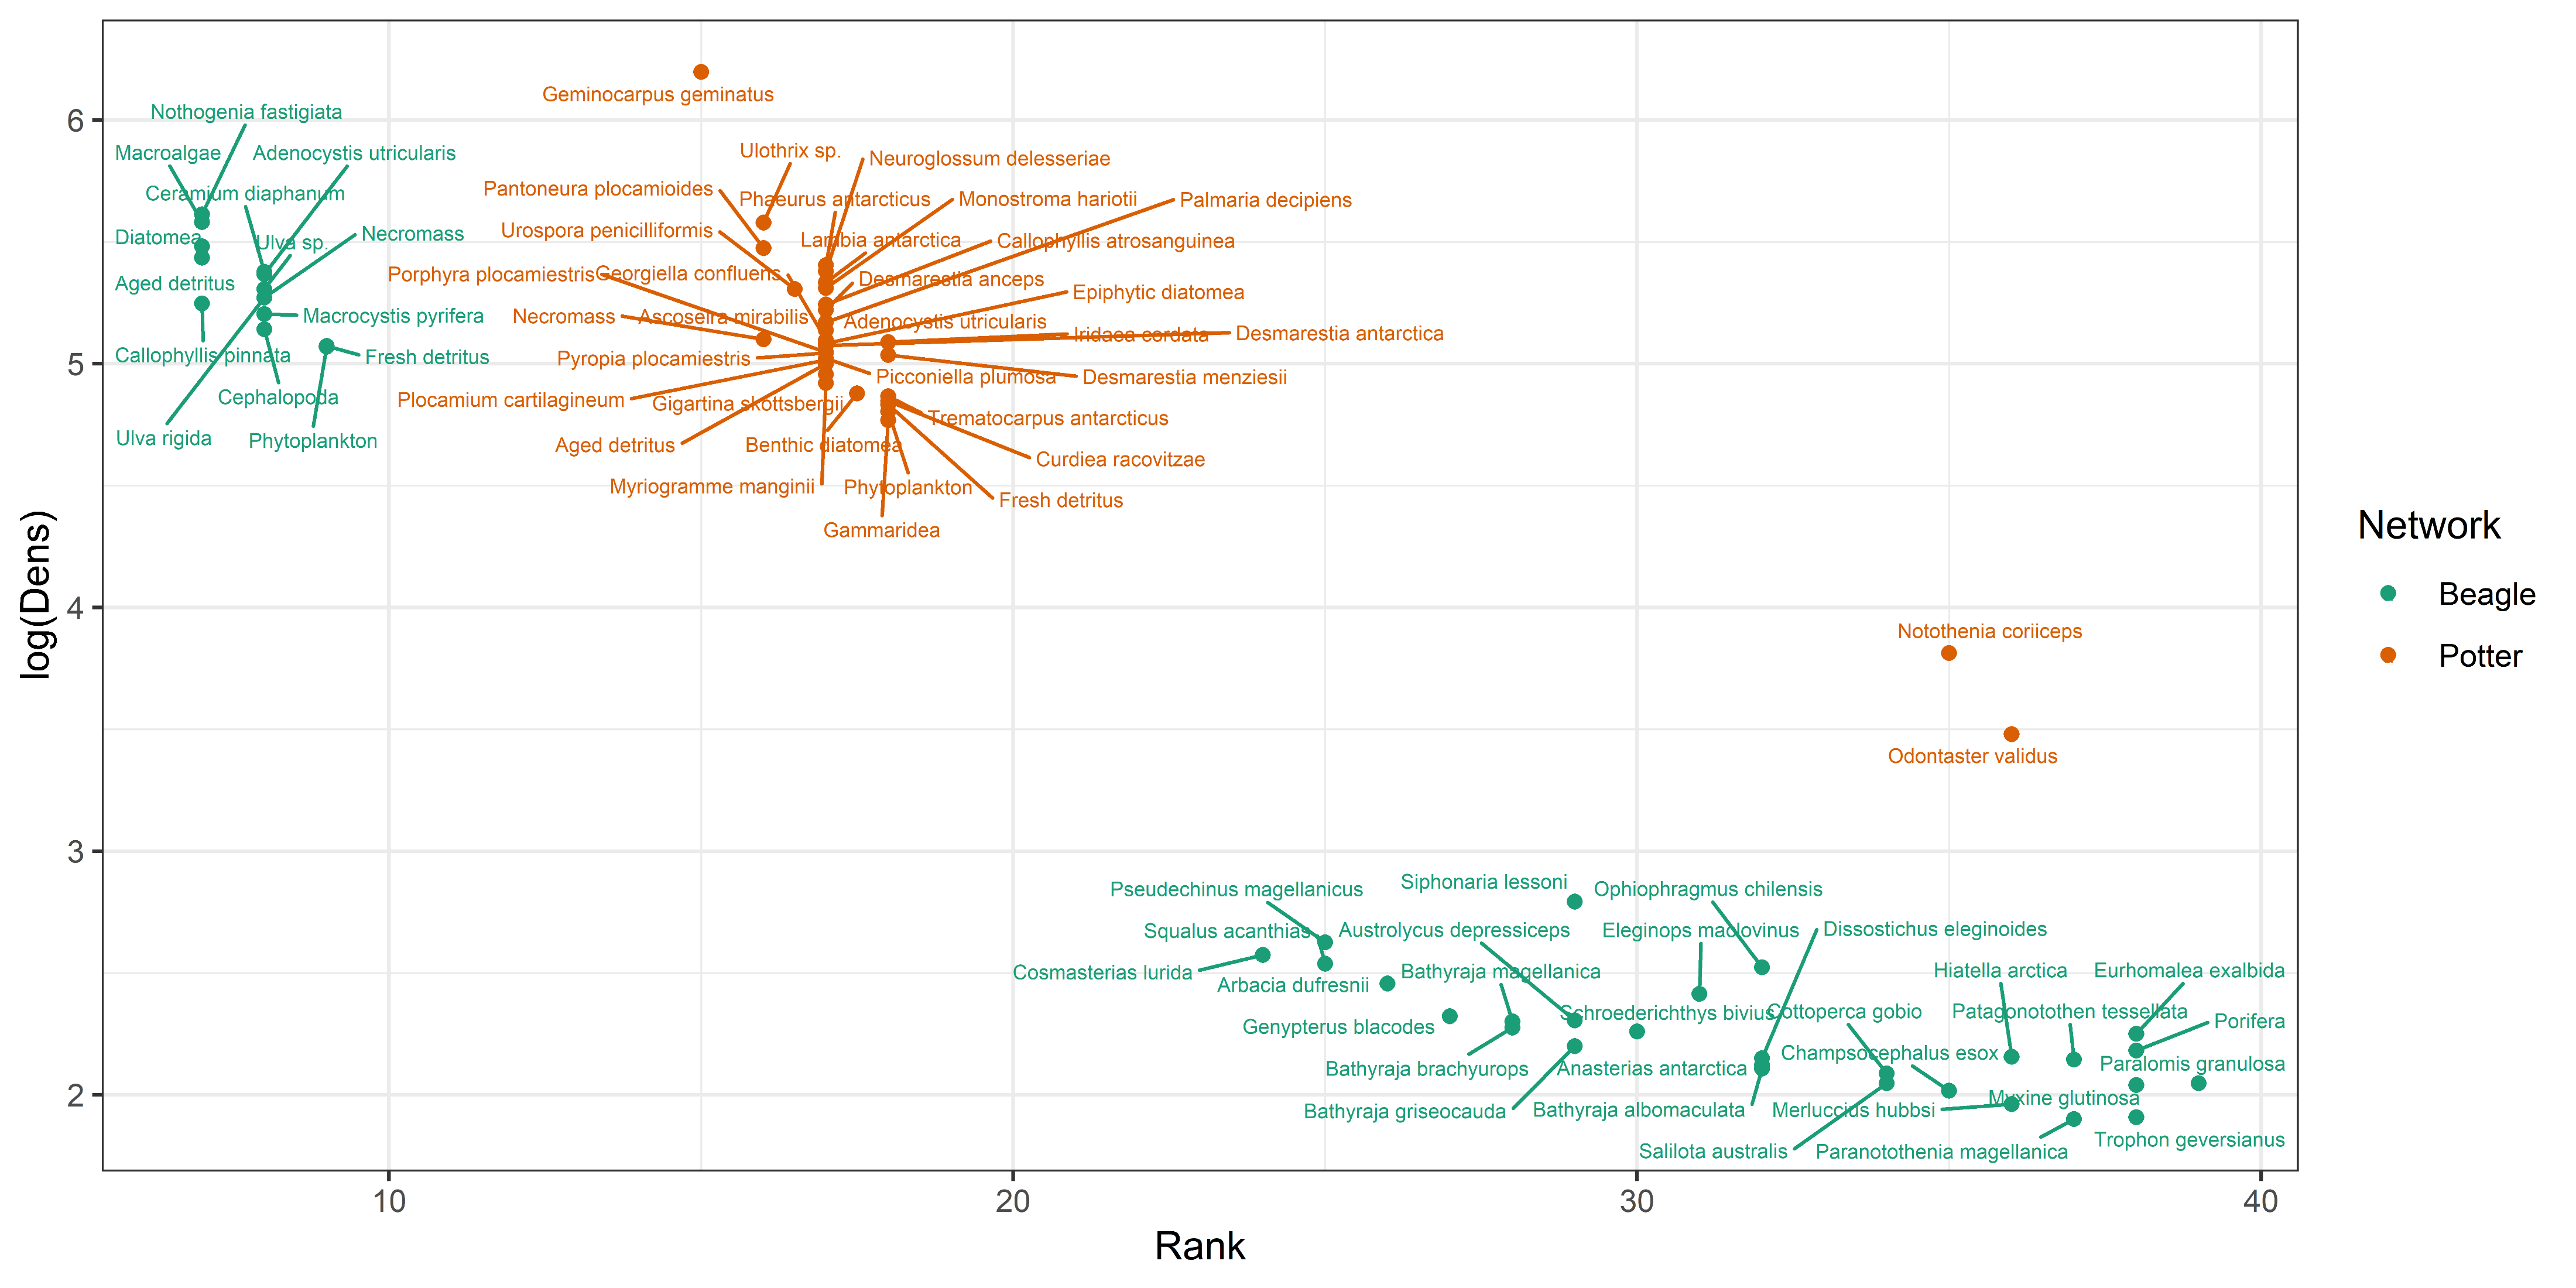 Geminocarpus geminatus
6
Nothogenia fastigiata
Macroalgae
Adenocystis utricularis
Ceramium diaphanum
Diatomea
Ulva sp.
Necromass
Aged detritus
Macrocystis pyrifera
Callophyllis pinnata
Fresh detritus
Cephalopoda
Ulva rigida
Phytoplankton
Ulothrix sp.
Neuroglossum delesseriae
Pantoneura plocamioides
Phaeurus antarcticus
Monostroma hariotii
Palmaria decipiens
Urospora penicilliformis
Lambia antarctica
Callophyllis atrosanguinea
Porphyra plocamiestris
Georgiella confluens
Desmarestia anceps
Epiphytic diatomea
Necromass
Ascoseira mirabilis
Adenocystis utricularis
Iridaea cordata
Desmarestia antarctica
Pyropia plocamiestris
5
Picconiella plumosa
Desmarestia menziesii
Plocamium cartilagineum
Gigartina skottsbergii
Trematocarpus antarcticus
Aged detritus
Benthic diatomea
Curdiea racovitzae
Myriogramme manginii
Phytoplankton
Fresh detritus
Gammaridea
log(Dens)
4
Notothenia coriiceps
Odontaster validus
3
Pseudechinus magellanicus
Siphonaria lessoni
Ophiophragmus chilensis
Squalus acanthias
Austrolycus depressiceps
Eleginops maclovinus
Dissostichus eleginoides
Cosmasterias lurida
Arbacia dufresnii
Bathyraja magellanica
Hiatella arctica
Eurhomalea exalbida
Genypterus blacodes
Schroederichthys bivius
Cottoperca gobio
Patagonotothen tessellata
Porifera
Bathyraja brachyurops
Anasterias antarctica
Champsocephalus esox
Paralomis granulosa
2
Bathyraja griseocauda
Bathyraja albomaculata
Merluccius hubbsi
Myxine glutinosa
Salilota australis
Paranotothenia magellanica
Trophon geversianus
10
20
30
40
Rank
Network
Beagle
Potter